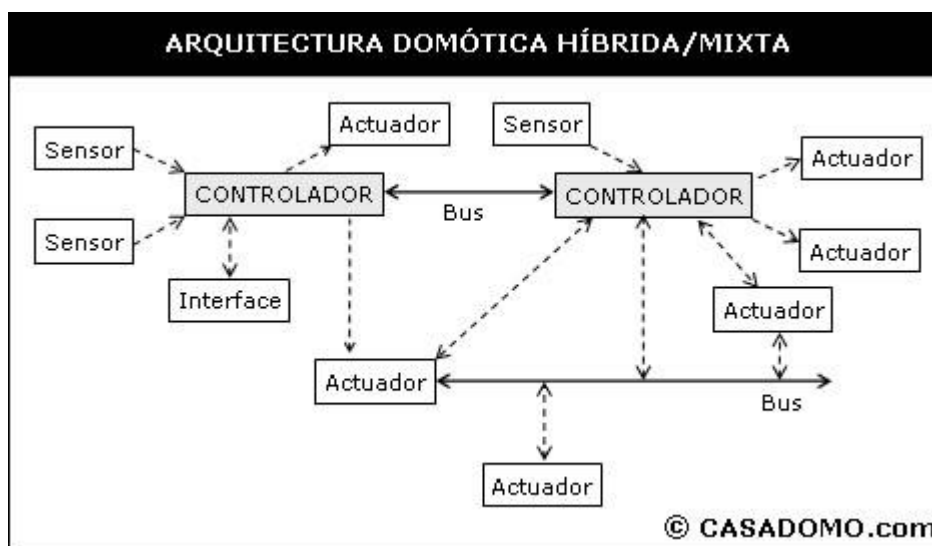 ARQUITECTURA DOMÓTICA HÍBRIDA/MIXTA
Actuador
Sensor
Sensor
Actuador
CONTROLADOR
CONTROLADOR
Bus
Sensor
Actuador
Interface
Actuador
Actuador
Bus
Actuador
© CASADOMO.com